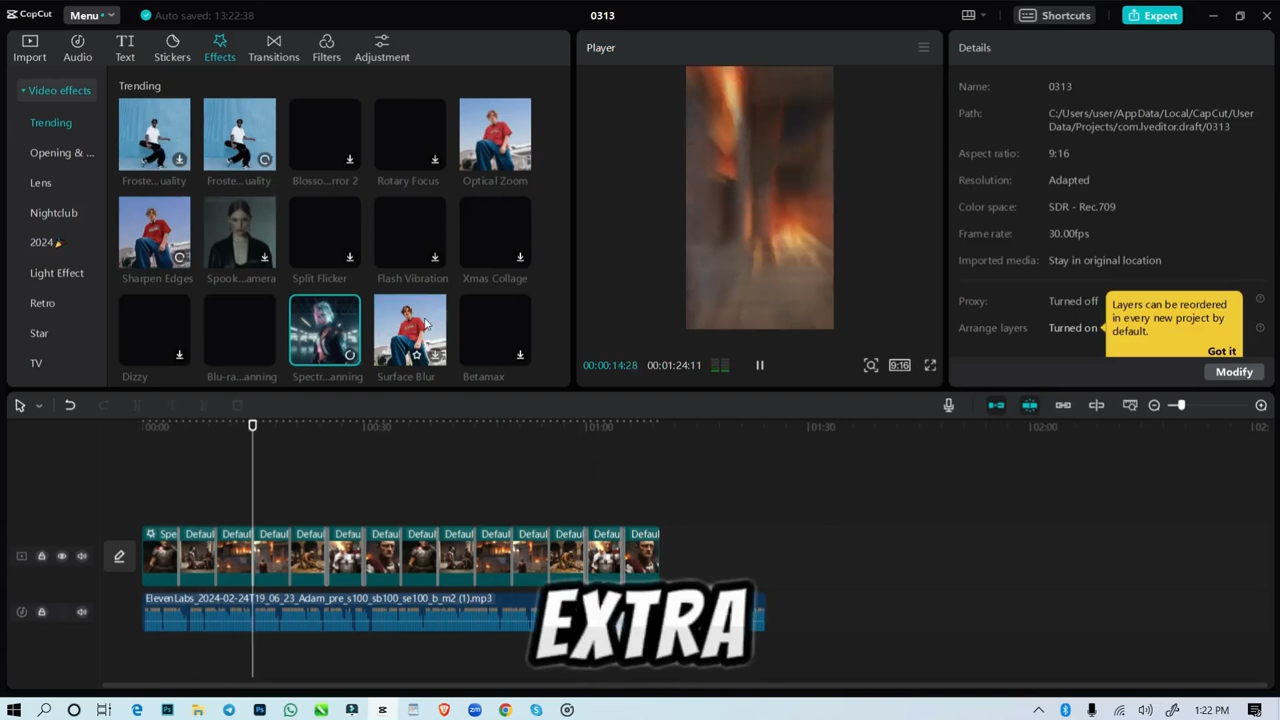 CapCut
Menu
Auto saved: 13:22:38
0313
Shortcuts
Export
Import
Audio
Text
Stickers
Effects
Transitions
Filters
Adjustment
Video effects
Trending
Opening & ...
Lens
Nightclub
2024
Light Effect
Retro
Star
TV
Trending
Froste...uality
Froste...uality
Blosso...rror 2
Rotary Focus
Optical Zoom
Sharpen Edges
Spook...amera
Split Flicker
Flash Vibration
Xmas Collage
Dizzy
Blu-ra...anning
Spectr...anning
Surface Blur
Betamax
Player
00:00:14:28
00:01:24:11
9:16
Details
Name:
0313
Path:
C:/Users/user/AppData/Local/CapCut/User
Data/Projects/com.lveditor.draft/0313
Aspect ratio:
9:16
Resolution:
Adapted
Color space:
SDR - Rec.709
Frame rate:
30.00fps
Imported media:
Stay in original location
Proxy:
Turned off
Arrange layers
Turned on
Layers can be reordered
in every new project by
default.
Got it
Modify
00:00
00:30
01:00
01:30
02:00
02:
Spe
Defaul
Defaul
Defaul
Defaul
Defaul
Defaul
Defaul
Defaul
Defaul
Defaul
Defaul
Defaul
Defaul
ElevenLabs_2024-02-24T19_06_23_Adam_pre_s100_sb100_se100_b_m2 (1).mp3
EXTRA
1:22 PM